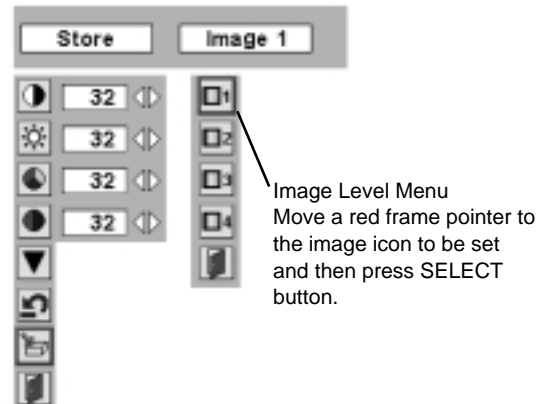 Store Image 1
32 1
32 2
32 3
32 4
Image Level Menu
Move a red frame pointer to
the image icon to be set
and then press SELECT
button.